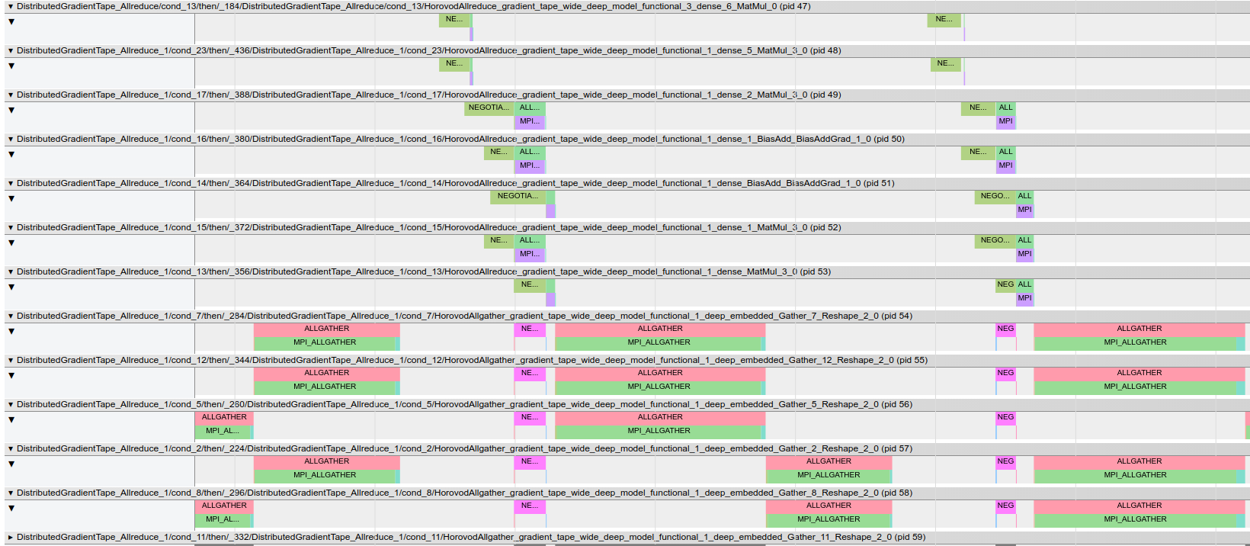 ▼ DistributedGradientTape_Allreduce/cond_13/then/_184/DistributedGradientTape_Allreduce/cond_13/HorovodAllreduce_gradient_tape_wide_deep_model_functional_3_dense_6_MatMul_0 (pid 47)
▼ NE... NE...
▼ DistributedGradientTape_Allreduce_1/cond_23/then/_436/DistributedGradientTape_Allreduce_1/cond_23/HorovodAllreduce_gradient_tape_wide_deep_model_functional_1_dense_5_MatMul_3_0 (pid 48)
▼ NE... NE...
▼ DistributedGradientTape_Allreduce_1/cond_17/then/_388/DistributedGradientTape_Allreduce_1/cond_17/HorovodAllreduce_gradient_tape_wide_deep_model_functional_1_dense_2_MatMul_3_0 (pid 49)
▼ NEGOTIA... ALL... NE... ALL
MPI... MPI
▼ DistributedGradientTape_Allreduce_1/cond_16/then/_380/DistributedGradientTape_Allreduce_1/cond_16/HorovodAllreduce_gradient_tape_wide_deep_model_functional_1_dense_1_BiasAdd_BiasAddGrad_1_0 (pid 50)
▼ NE... ALL... NE... ALL
MPI... MPI
▼ DistributedGradientTape_Allreduce_1/cond_14/then/_364/DistributedGradientTape_Allreduce_1/cond_14/HorovodAllreduce_gradient_tape_wide_deep_model_functional_1_dense_BiasAdd_BiasAddGrad_1_0 (pid 51)
▼ NEGOTIA... NEGO... ALL
MPI
▼ DistributedGradientTape_Allreduce_1/cond_15/then/_372/DistributedGradientTape_Allreduce_1/cond_15/HorovodAllreduce_gradient_tape_wide_deep_model_functional_1_dense_1_MatMul_3_0 (pid 52)
▼ NE... ALL... NEGO... ALL
MPI... MPI
▼ DistributedGradientTape_Allreduce_1/cond_13/then/_356/DistributedGradientTape_Allreduce_1/cond_13/HorovodAllreduce_gradient_tape_wide_deep_model_functional_1_dense_MatMul_3_0 (pid 53)
▼ NE... NEG ALL
MPI
▼ DistributedGradientTape_Allreduce_1/cond_7/then/_284/DistributedGradientTape_Allreduce_1/cond_7/HorovodAllgather_gradient_tape_wide_deep_model_functional_1_deep_embedded_Gather_7_Reshape_2_0 (pid 54)
▼ ALLGATHER NE... ALLGATHER NEG ALLGATHER
MPI_ALLGATHER MPI_ALLGATHER MPI_ALLGATHER
▼ DistributedGradientTape_Allreduce_1/cond_12/then/_344/DistributedGradientTape_Allreduce_1/cond_12/HorovodAllgather_gradient_tape_wide_deep_model_functional_1_deep_embedded_Gather_12_Reshape_2_0 (pid 55)
▼ ALLGATHER NE... ALLGATHER NEG ALLGATHER
MPI_ALLGATHER MPI_ALLGATHER MPI_ALLGATHER
▼ DistributedGradientTape_Allreduce_1/cond_5/then/_260/DistributedGradientTape_Allreduce_1/cond_5/HorovodAllgather_gradient_tape_wide_deep_model_functional_1_deep_embedded_Gather_5_Reshape_2_0 (pid 56)
▼ ALLGATHER NE... ALLGATHER NEG
MPI_AL... MPI_ALLGATHER
▼ DistributedGradientTape_Allreduce_1/cond_2/then/_224/DistributedGradientTape_Allreduce_1/cond_2/HorovodAllgather_gradient_tape_wide_deep_model_functional_1_deep_embedded_Gather_2_Reshape_2_0 (pid 57)
▼ ALLGATHER NE... ALLGATHER NEG ALLGATHER
MPI_ALLGATHER MPI_ALLGATHER MPI_ALLGATHER
▼ DistributedGradientTape_Allreduce_1/cond_8/then/_296/DistributedGradientTape_Allreduce_1/cond_8/HorovodAllgather_gradient_tape_wide_deep_model_functional_1_deep_embedded_Gather_8_Reshape_2_0 (pid 58)
▼ ALLGATHER NE... ALLGATHER NEG ALLGATHER
MPI_AL... MPI_ALLGATHER MPI_ALLGATHER
► DistributedGradientTape_Allreduce_1/cond_11/then/_332/DistributedGradientTape_Allreduce_1/cond_11/HorovodAllgather_gradient_tape_wide_deep_model_functional_1_deep_embedded_Gather_11_Reshape_2_0 (pid 59)